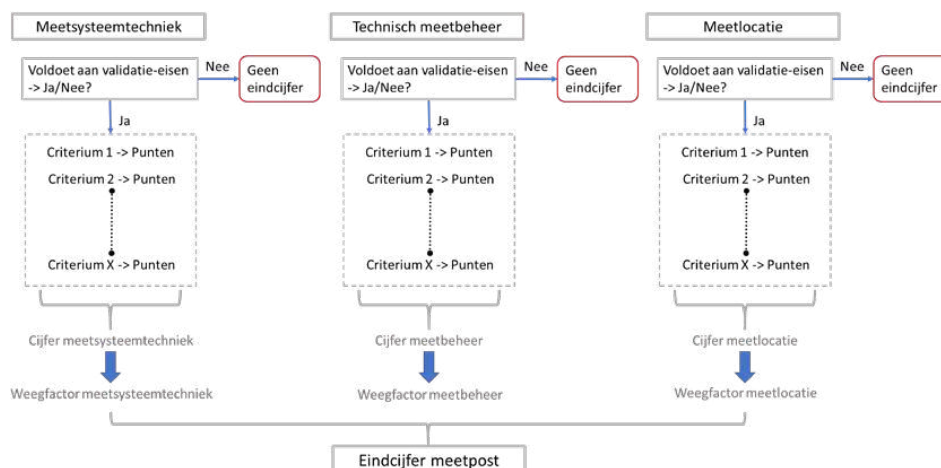 Meetsysteemtechniek
Technisch meetbeheer
Meetlocatie
Voldoet aan validatie-eisen
-> Ja/Nee?
Nee
Geen
eindcijfer
Voldoet aan validatie-eisen
-> Ja/Nee?
Nee
Geen
eindcijfer
Voldoet aan validatie-eisen
-> Ja/Nee?
Nee
Geen
eindcijfer
Ja
Ja
Ja
Criterium 1 -> Punten
Criterium 2 -> Punten
Criterium X -> Punten
Criterium 1 -> Punten
Criterium 2 -> Punten
Criterium X -> Punten
Criterium 1 -> Punten
Criterium 2 -> Punten
Criterium X -> Punten
Cijfer meetsysteemtechniek
Cijfer meetbeheer
Cijfer meetlocatie
Weegfactor meetsysteemtechniek
Weegfactor meetbeheer
Weegfactor meetlocatie
Eindcijfer meetpost